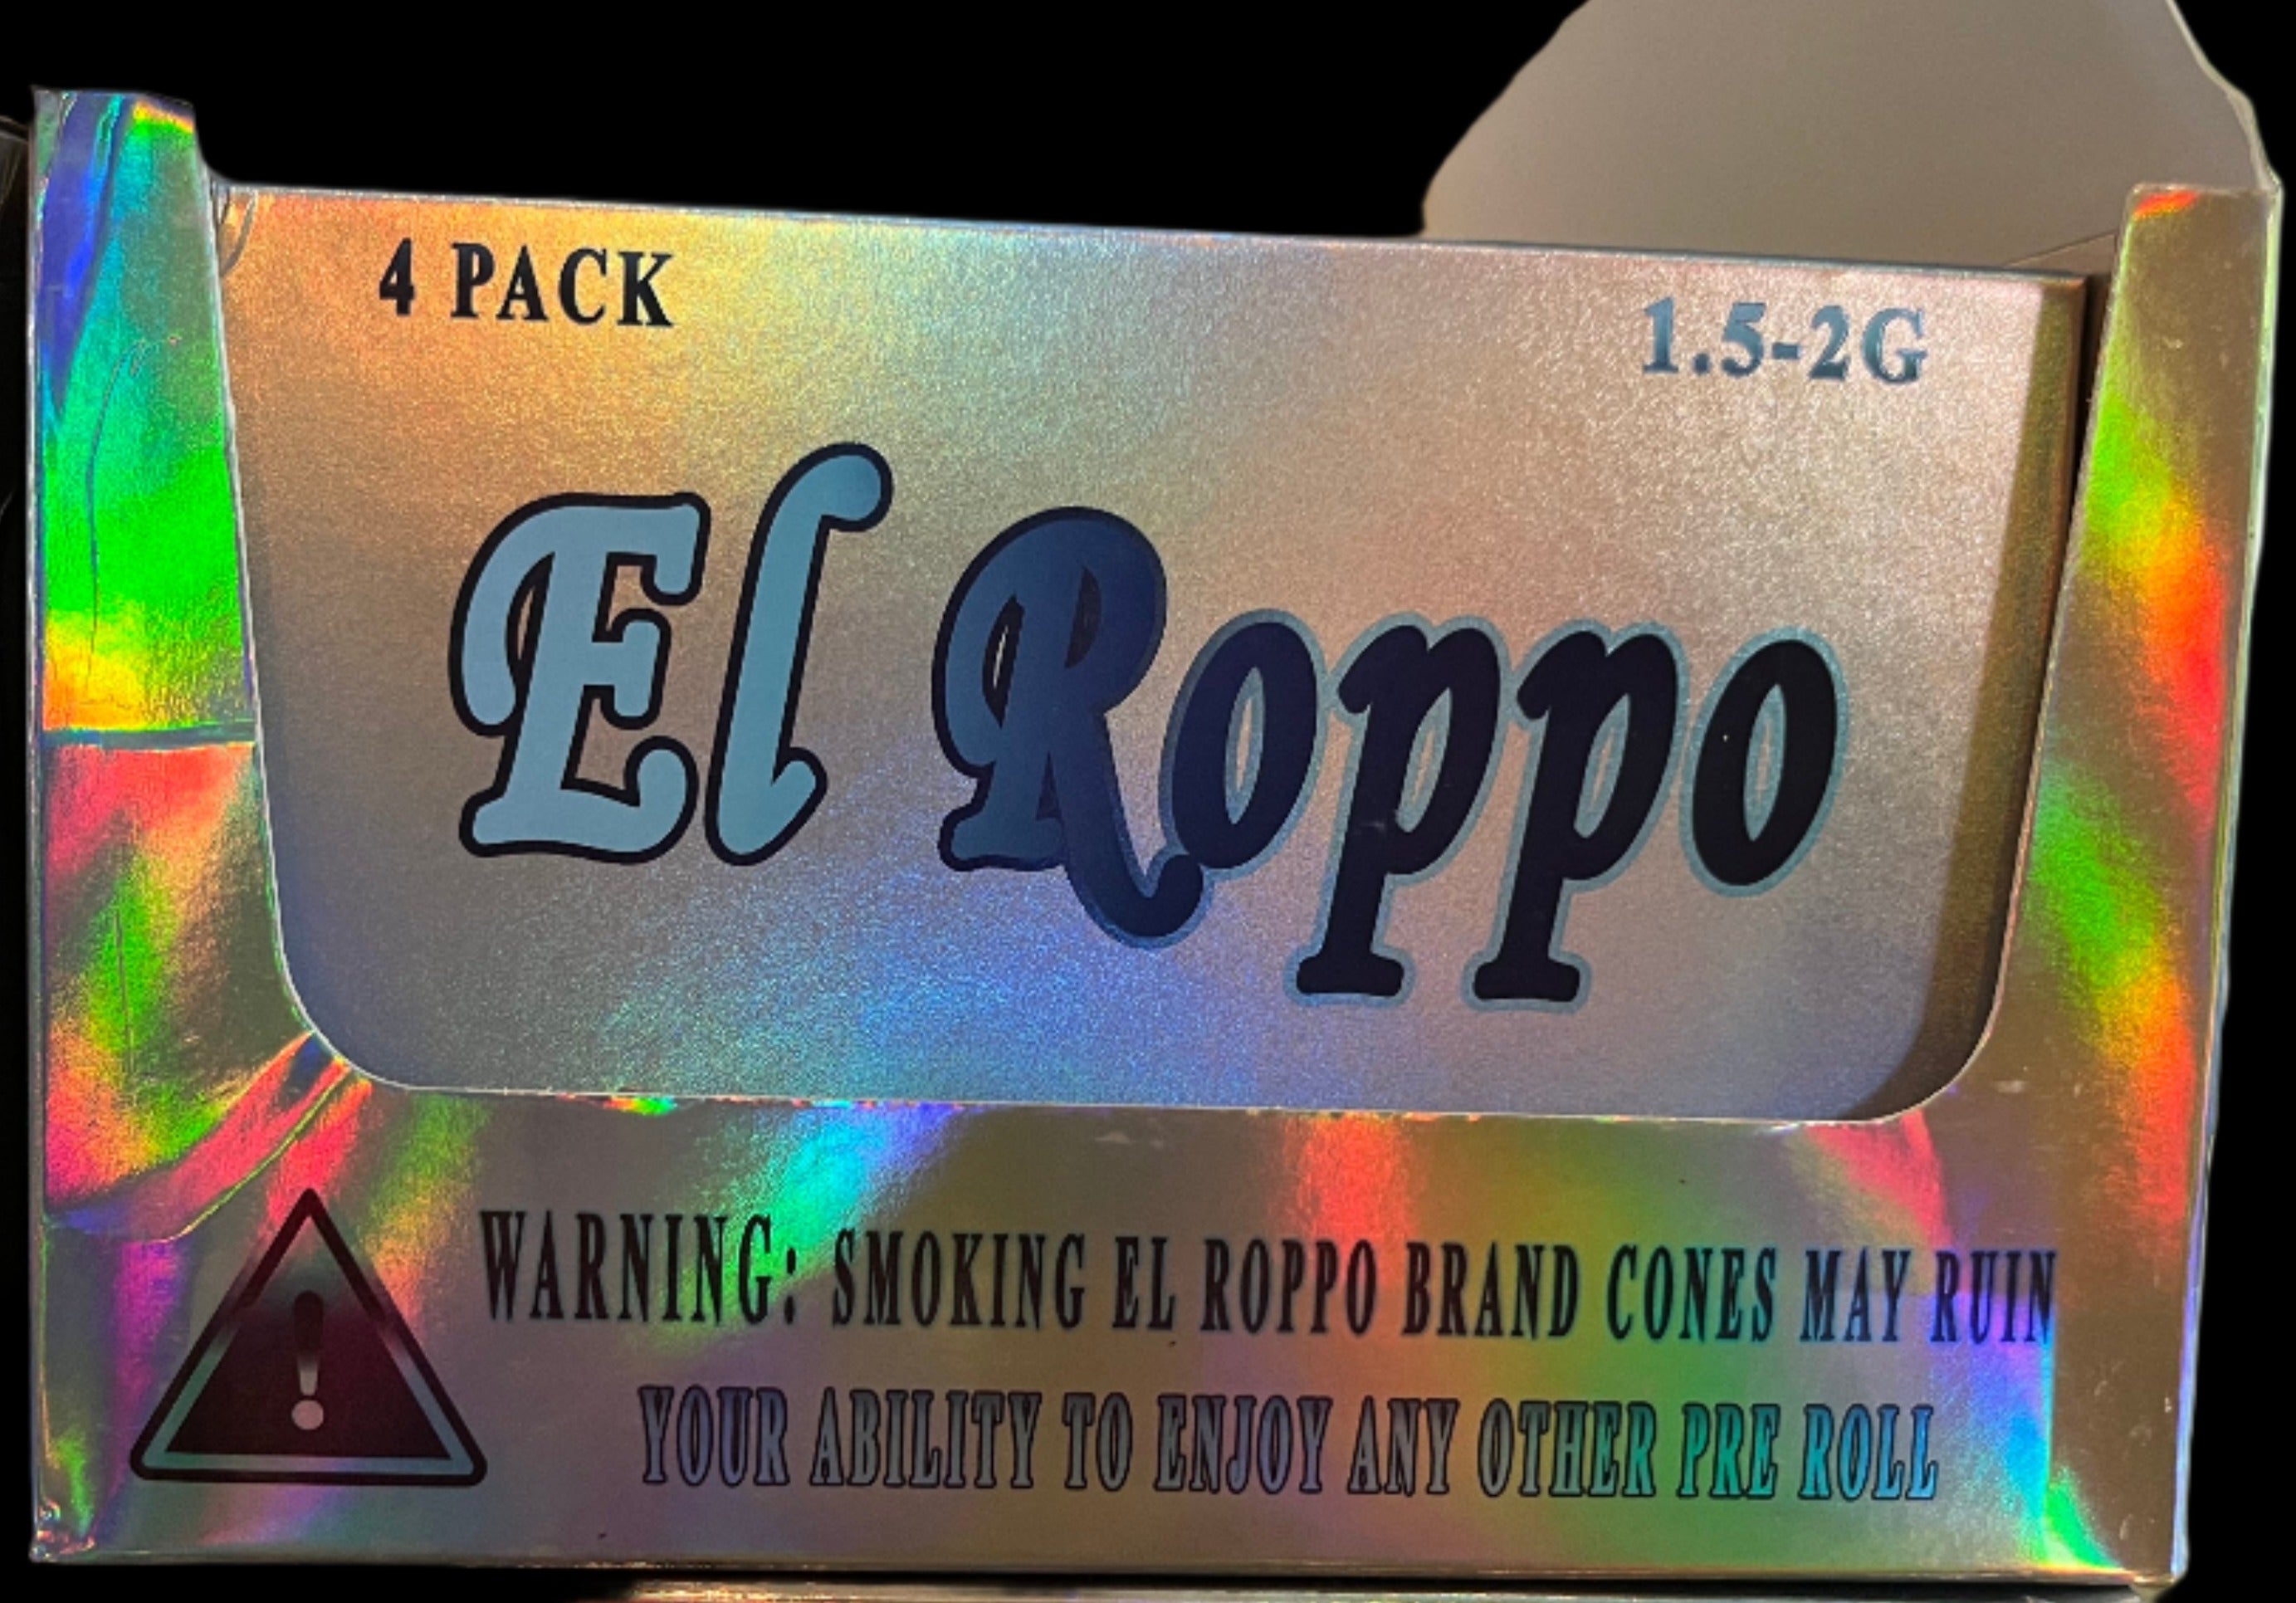 4 PACK
1.5-2G
El Roppo
WARNING: SMOKING EL ROPPO BRAND CONES MAY RUIN
YOUR ABILITY TO ENJOY ANY OTHER PRE ROLL